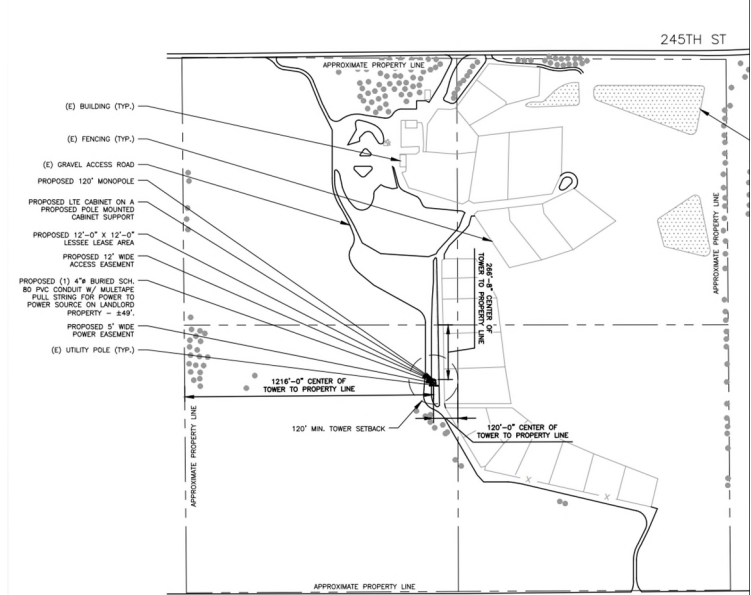 245TH ST
APPROXIMATE PROPERTY LINE
(E) BUILDING (TYP.)
(E) FENCING (TYP.)
(E) GRAVEL ACCESS ROAD
PROPOSED 120' MONOPOLE
PROPOSED LTE CABINET ON A
PROPOSED POLE MOUNTED
CABINET SUPPORT
PROPOSED 12'-0" X 12'-0"
LESSEE LEASE AREA
PROPOSED 12' WIDE
ACCESS EASEMENT
PROPOSED (1) 4"ø BURIED SCH.
80 PVC CONDUIT W/ MULETAPE
PULL STRING FOR POWER TO
POWER SOURCE ON LANDLORD
PROPERTY - ±49'.
PROPOSED 5' WIDE
POWER EASEMENT
(E) UTILITY POLE (TYP.)
APPROXIMATE PROPERTY LINE
266'-8" CENTER OF
TOWER TO PROPERTY LINE
1216'-0" CENTER OF
TOWER TO PROPERTY LINE
120' MIN. TOWER SETBACK
120'-0" CENTER OF
TOWER TO PROPERTY LINE
APPROXIMATE PROPERTY LINE
X
X
APPROXIMATE PROPERTY LINE